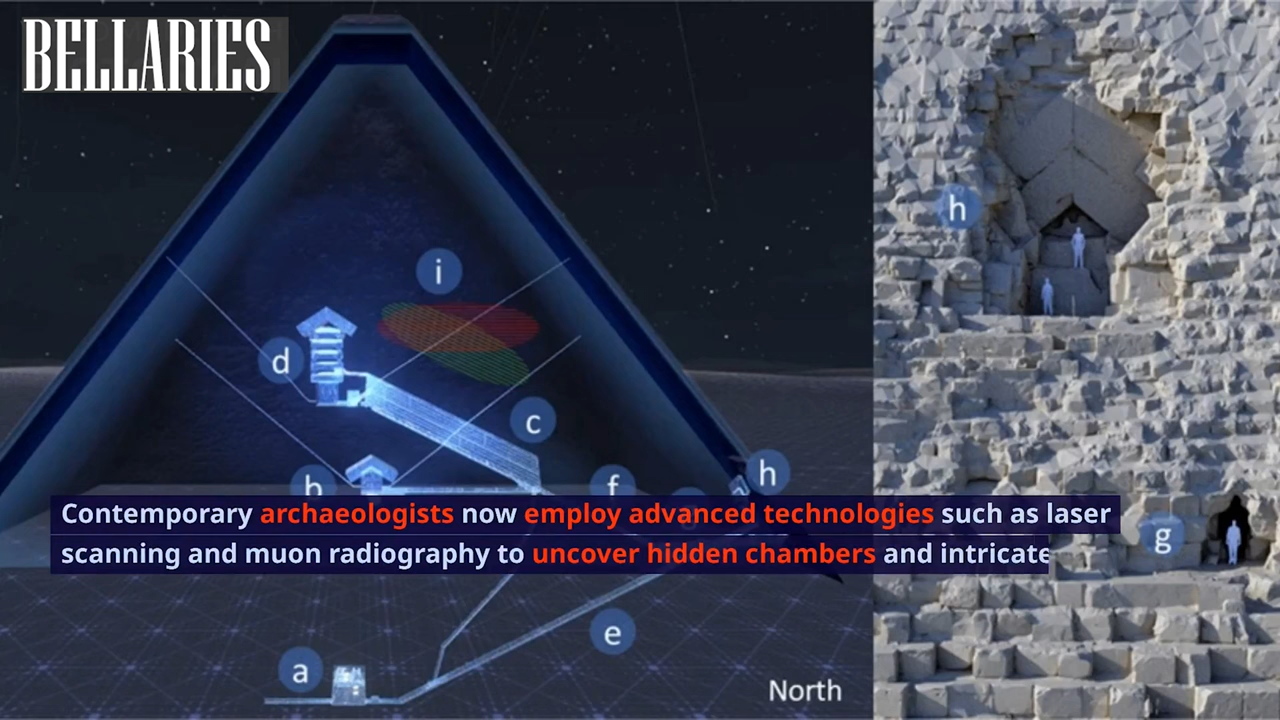 BELLARIES
i
h
d
c
h
b
f
Contemporary archaeologists now employ advanced technologies such as laser
g
scanning and muon radiography to uncover hidden chambers and intricate
e
a
North